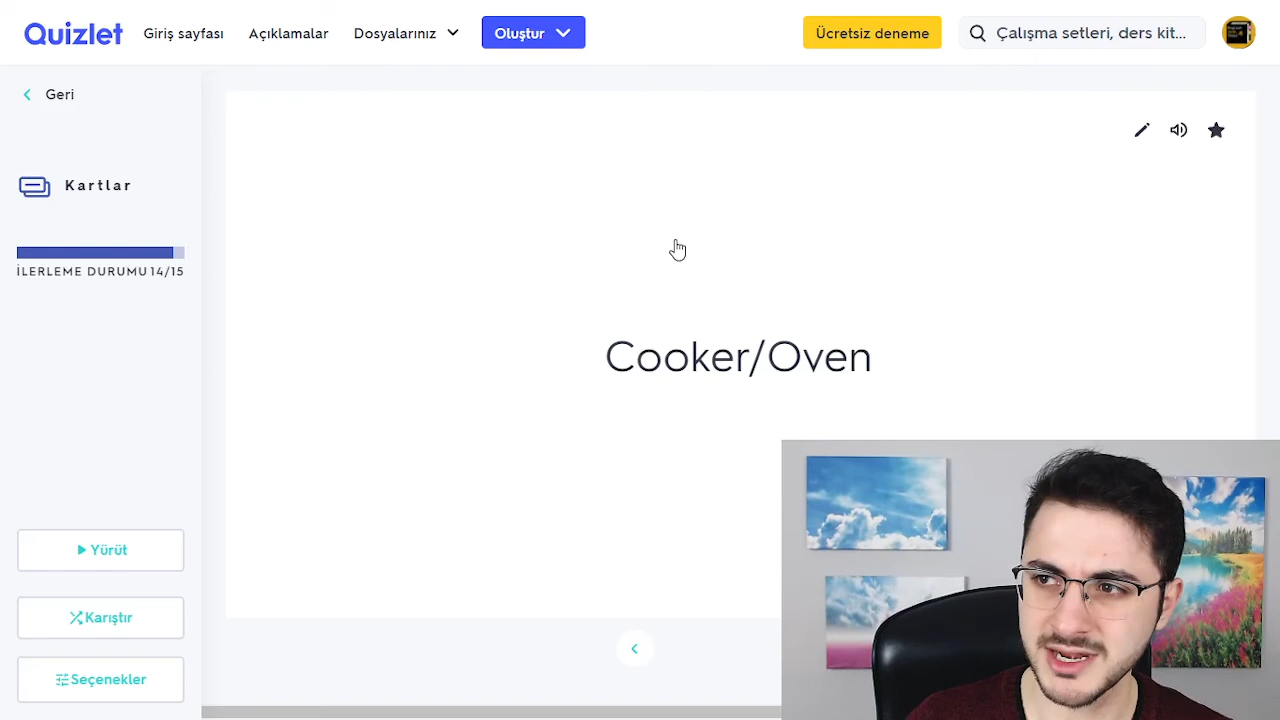 Quizlet
Giriş sayfası
Açıklamalar
Dosyalarınız
Oluştur
Ücretsiz deneme
Çalışma setleri, ders kit...
Geri
Kartlar
İLERLEME DURUMU 14/15
Cooker/Oven
Yürüt
Karıştır
Seçenekler